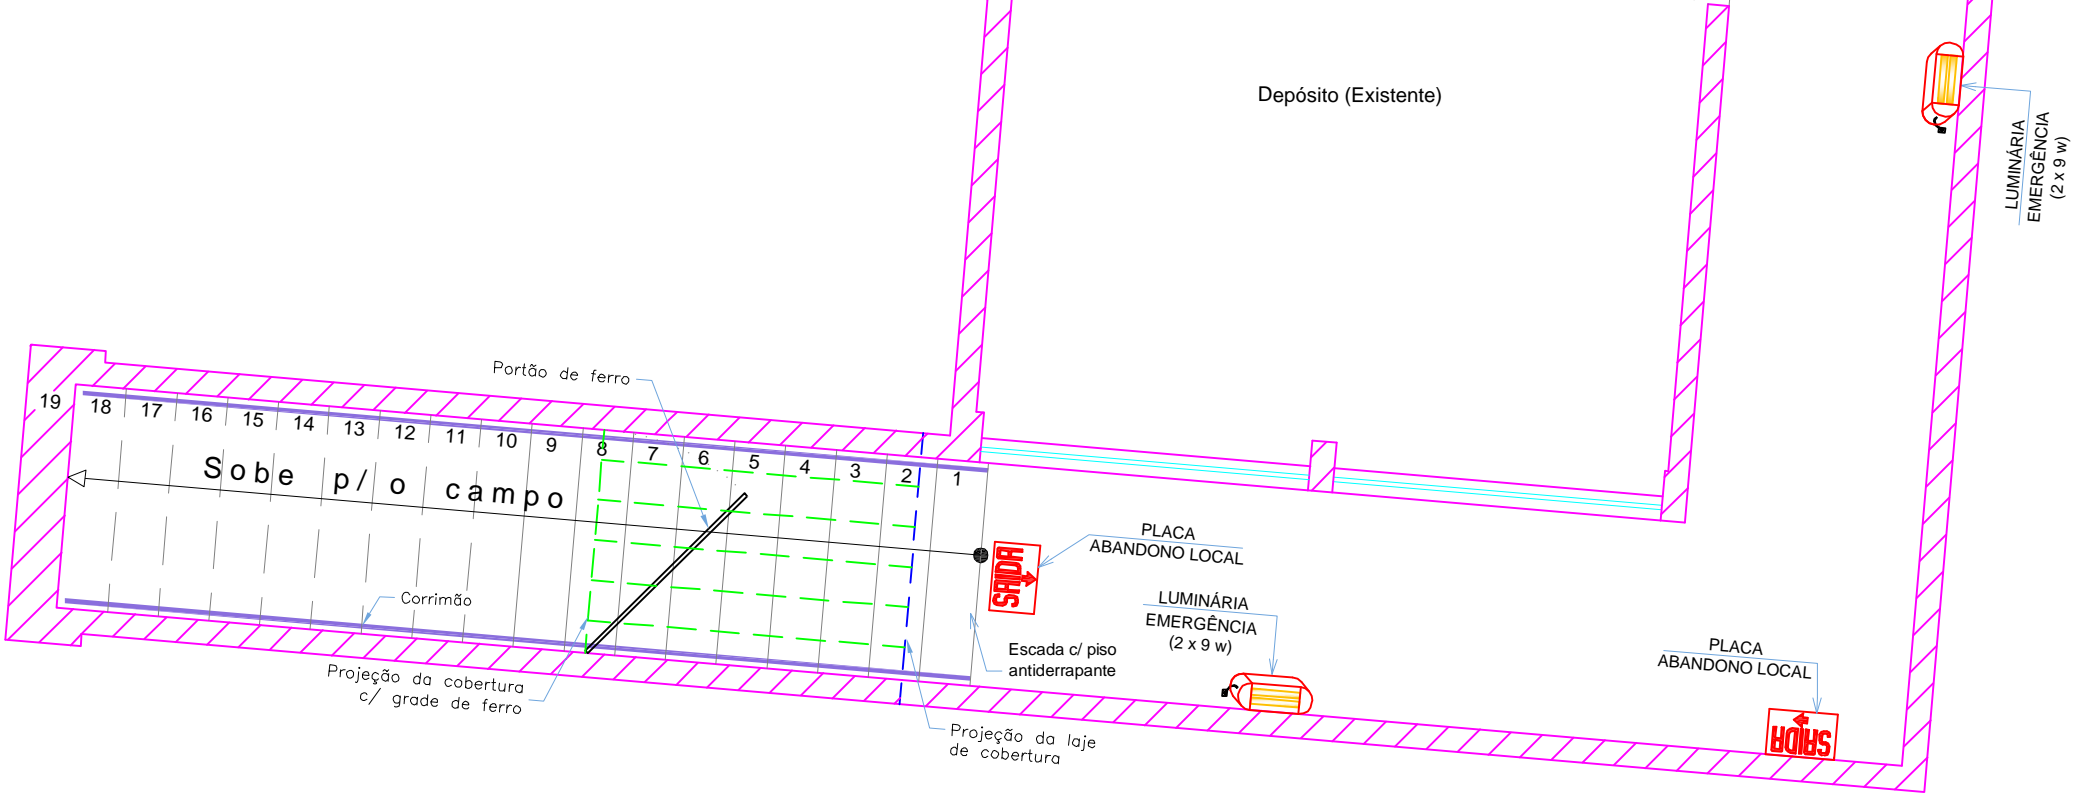 Depósito (Existente)
LUMINÁRIA
EMERGÊNCIA
(2 x 9 w)
Portão de ferro
19 18 17 16 15 14 13 12 11 10 9 8 7 6 5 4 3 2 1
Sobe p/ o campo
Corrimão
SAIDA
PLACA
ABANDONO LOCAL
LUMINÁRIA
EMERGÊNCIA
(2 x 9 w)
Escada c/ piso
antiderrapante
PLACA
ABANDONO LOCAL
SAIDA
Projeção da cobertura
c/ grade de ferro
Projeção da laje
de cobertura